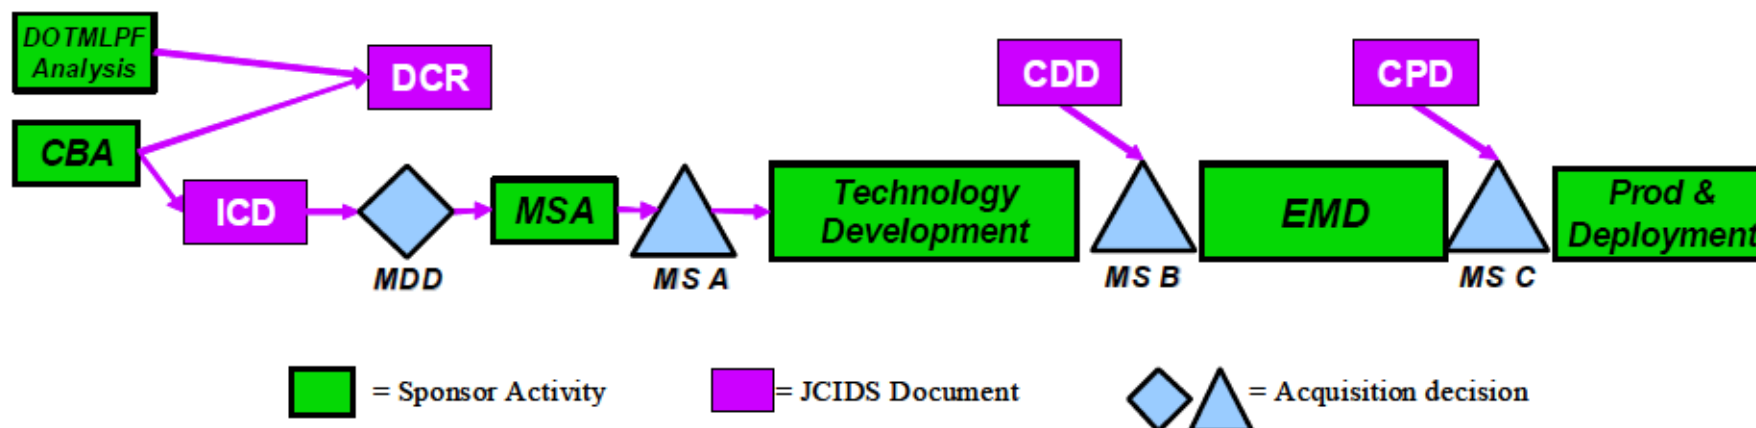 DOTMLPF
Analysis
DCR
CDD
CPD
CBA
ICD
MDD
MSA
MS A
Technology
Development
MS B
EMD
MS C
Prod &
Deployment
= Sponsor Activity
= JCIDS Document
= Acquisition decision